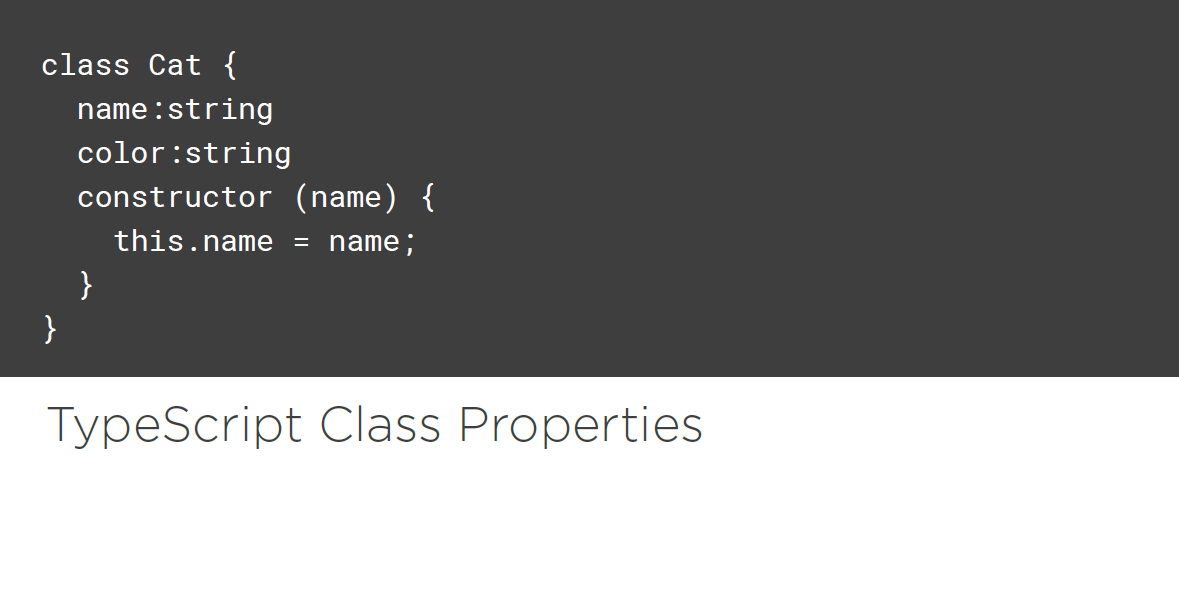 class Cat {
  name:string
  color:string
  constructor (name) {
    this.name = name;
  }
}
TypeScript Class Properties